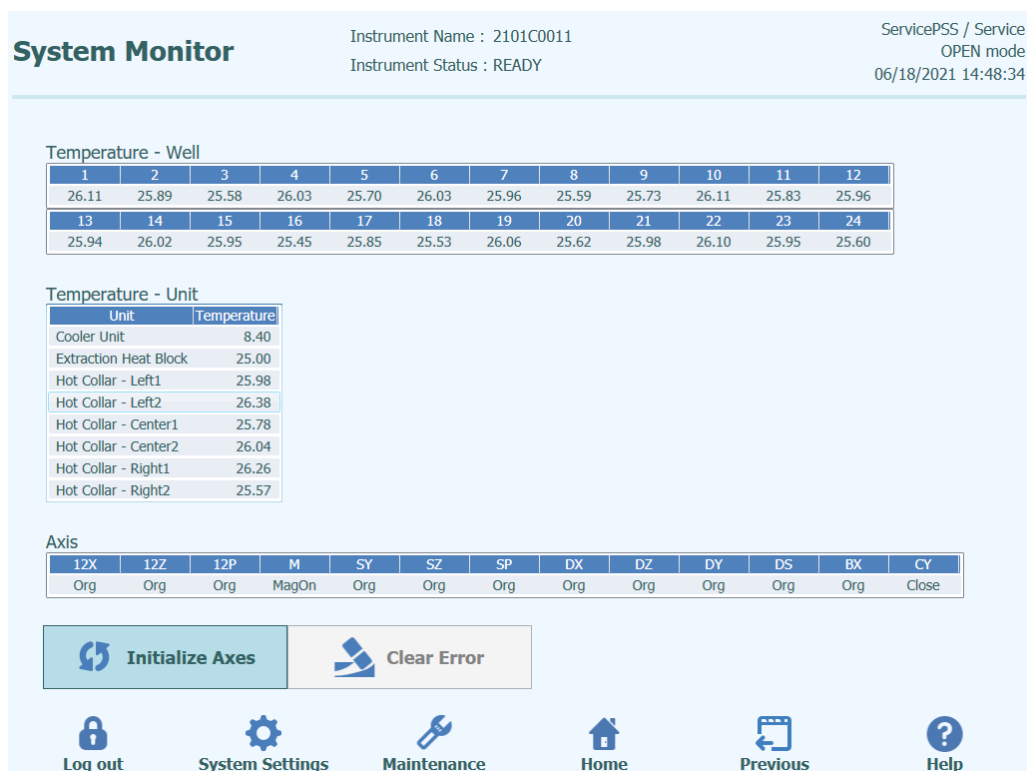 System Monitor
Instrument Name : 2101C0011
Instrument Status : READY
ServicePSS / Service
OPEN mode
06/18/2021 14:48:34
Temperature - Well
1 2 3 4 5 6 7 8 9 10 11 12
26.11 25.89 25.58 26.03 25.70 26.03 25.96 25.59 25.73 26.11 25.83 25.96
13 14 15 16 17 18 19 20 21 22 23 24
25.94 26.02 25.95 25.45 25.85 25.53 26.06 25.62 25.98 26.10 25.95 25.60
Temperature - Unit
Unit Temperature
Cooler Unit 8.40
Extraction Heat Block 25.00
Hot Collar - Left1 25.98
Hot Collar - Left2 26.38
Hot Collar - Center1 25.78
Hot Collar - Center2 26.04
Hot Collar - Right1 26.26
Hot Collar - Right2 25.57
Axis
12X 12Z 12P M SY SZ SP DX DZ DY DS BX CY
Org Org Org MagOn Org Org Org Org Org Org Org Org Close
Initialize Axes Clear Error
Log out System Settings Maintenance Home Previous Help